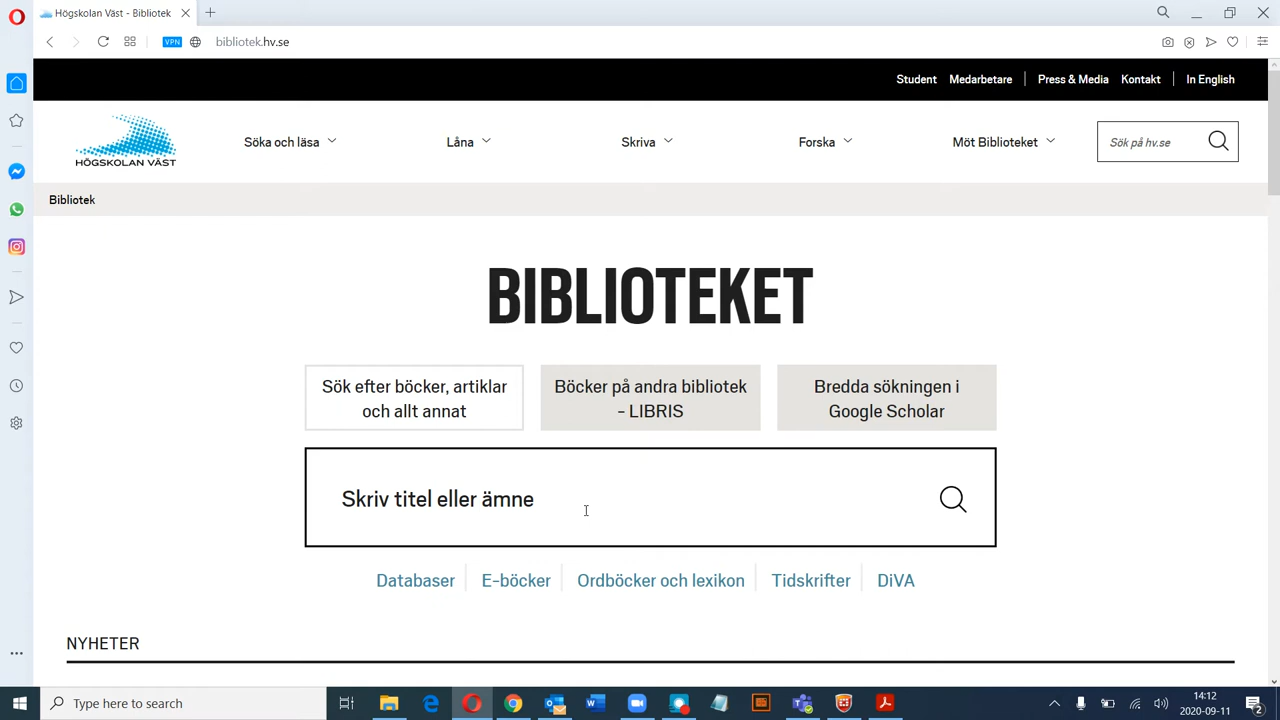 Högskolan Väst - Bibliotek
VPN
bibliotek.hv.se
Student
Medarbetare
Press & Media
Kontakt
In English
HÖGSKOLAN VÄST
Söka och läsa
Låna
Skriva
Forska
Möt Biblioteket
Sök på hv.se
Bibliotek
BIBLIOTEKET
Sök efter böcker, artiklar
och allt annat
Böcker på andra bibliotek
- LIBRIS
Bredda sökningen i
Google Scholar
Skriv titel eller ämne
Databaser
E-böcker
Ordböcker och lexikon
Tidskrifter
DiVA
NYHETER
Type here to search
14:12
2020-09-11
2